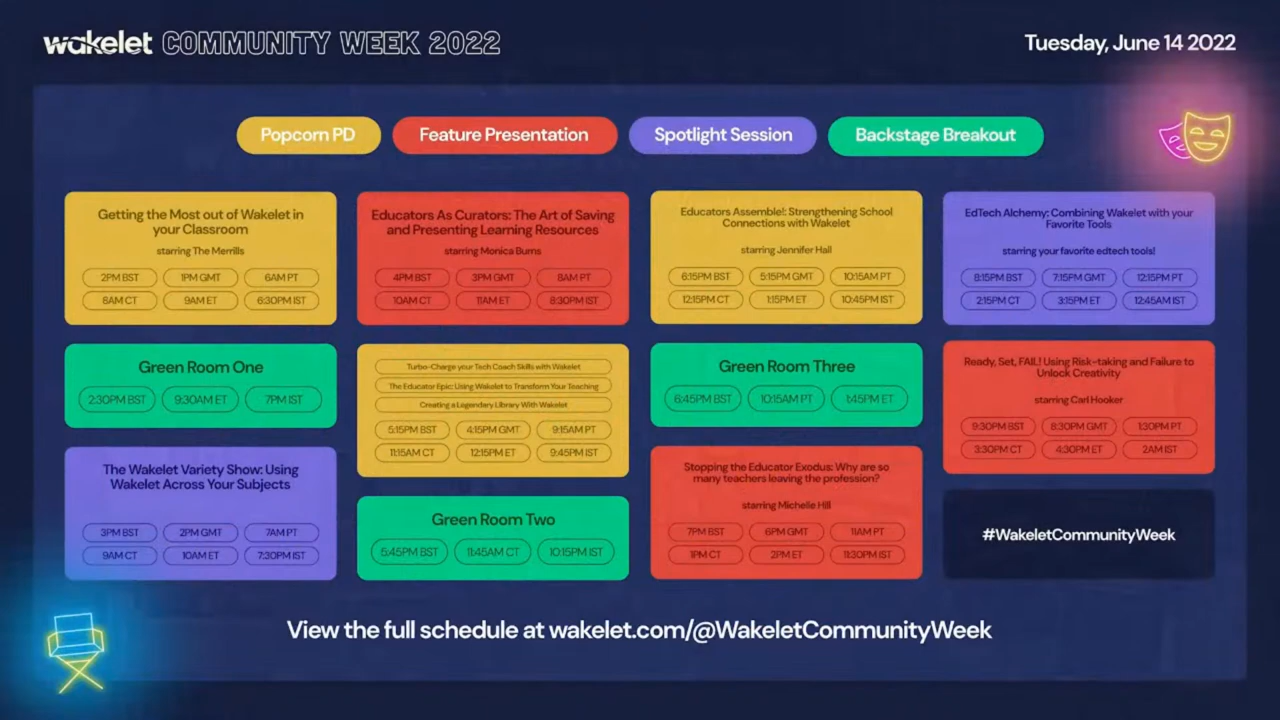 wakelet COMMUNITY WEEK 2022
Tuesday, June 14 2022
Popcorn PD
Feature Presentation
Spotlight Session
Backstage Breakout
Getting the Most out of Wakelet in
your Classroom
starring The Merrills
2PM BST 1PM GMT 6AM PT
8AM CT 9AM ET 6:30PM IST
Green Room One
2:30PM BST 9:30AM ET 7PM IST
The Wakelet Variety Show: Using
Wakelet Across Your Subjects
3PM BST 2PM GMT 7AM PT
9AM CT 10AM ET 7:30PM IST
Educators As Curators: The Art of Saving
and Presenting Learning Resources
starring Monica Burns
4PM BST 3PM GMT 8AM PT
10AM CT 11AM ET 8:30PM IST
Turbo-Charge your Tech Coach Skills with Wakelet
The Educator Epic: Using Wakelet to Transform Your Teaching
Creating a Legendary Library With Wakelet
5:15PM BST 4:15PM GMT 9:15AM PT
11:15AM CT 12:15PM ET 9:45PM IST
Green Room Two
5:45PM BST 11:45AM CT 10:15PM IST
Educators Assemble!: Strengthening School
Connections with Wakelet
starring Jennifer Hall
6:15PM BST 5:15PM GMT 10:15AM PT
12:15PM CT 1:15PM ET 10:45PM IST
Green Room Three
6:45PM BST 10:15AM PT 1:45PM ET
Stopping the Educator Exodus: Why are so
many teachers leaving the profession?
starring Michelle Hill
7PM BST 6PM GMT 11AM PT
1PM CT 2PM ET 11:30PM IST
EdTech Alchemy: Combining Wakelet with your
Favorite Tools
starring your favorite edtech tools!
8:15PM BST 7:15PM GMT 12:15PM PT
2:15PM CT 3:15PM ET 12:45AM IST
Ready, Set, FAIL! Using Risk-taking and Failure to
Unlock Creativity
starring Carl Hooker
9:30PM BST 8:30PM GMT 1:30PM PT
3:30PM CT 4:30PM ET 2AM IST
#WakeletCommunityWeek
View the full schedule at wakelet.com/@WakeletCommunityWeek